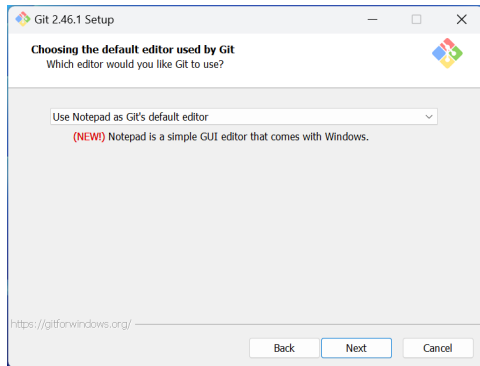 Git 2.46.1 Setup
Choosing the default editor used by Git
Which editor would you like Git to use?
Use Notepad as Git's default editor
(NEW!) Notepad is a simple GUI editor that comes with Windows.
https://gitforwindows.org/
Back Next Cancel